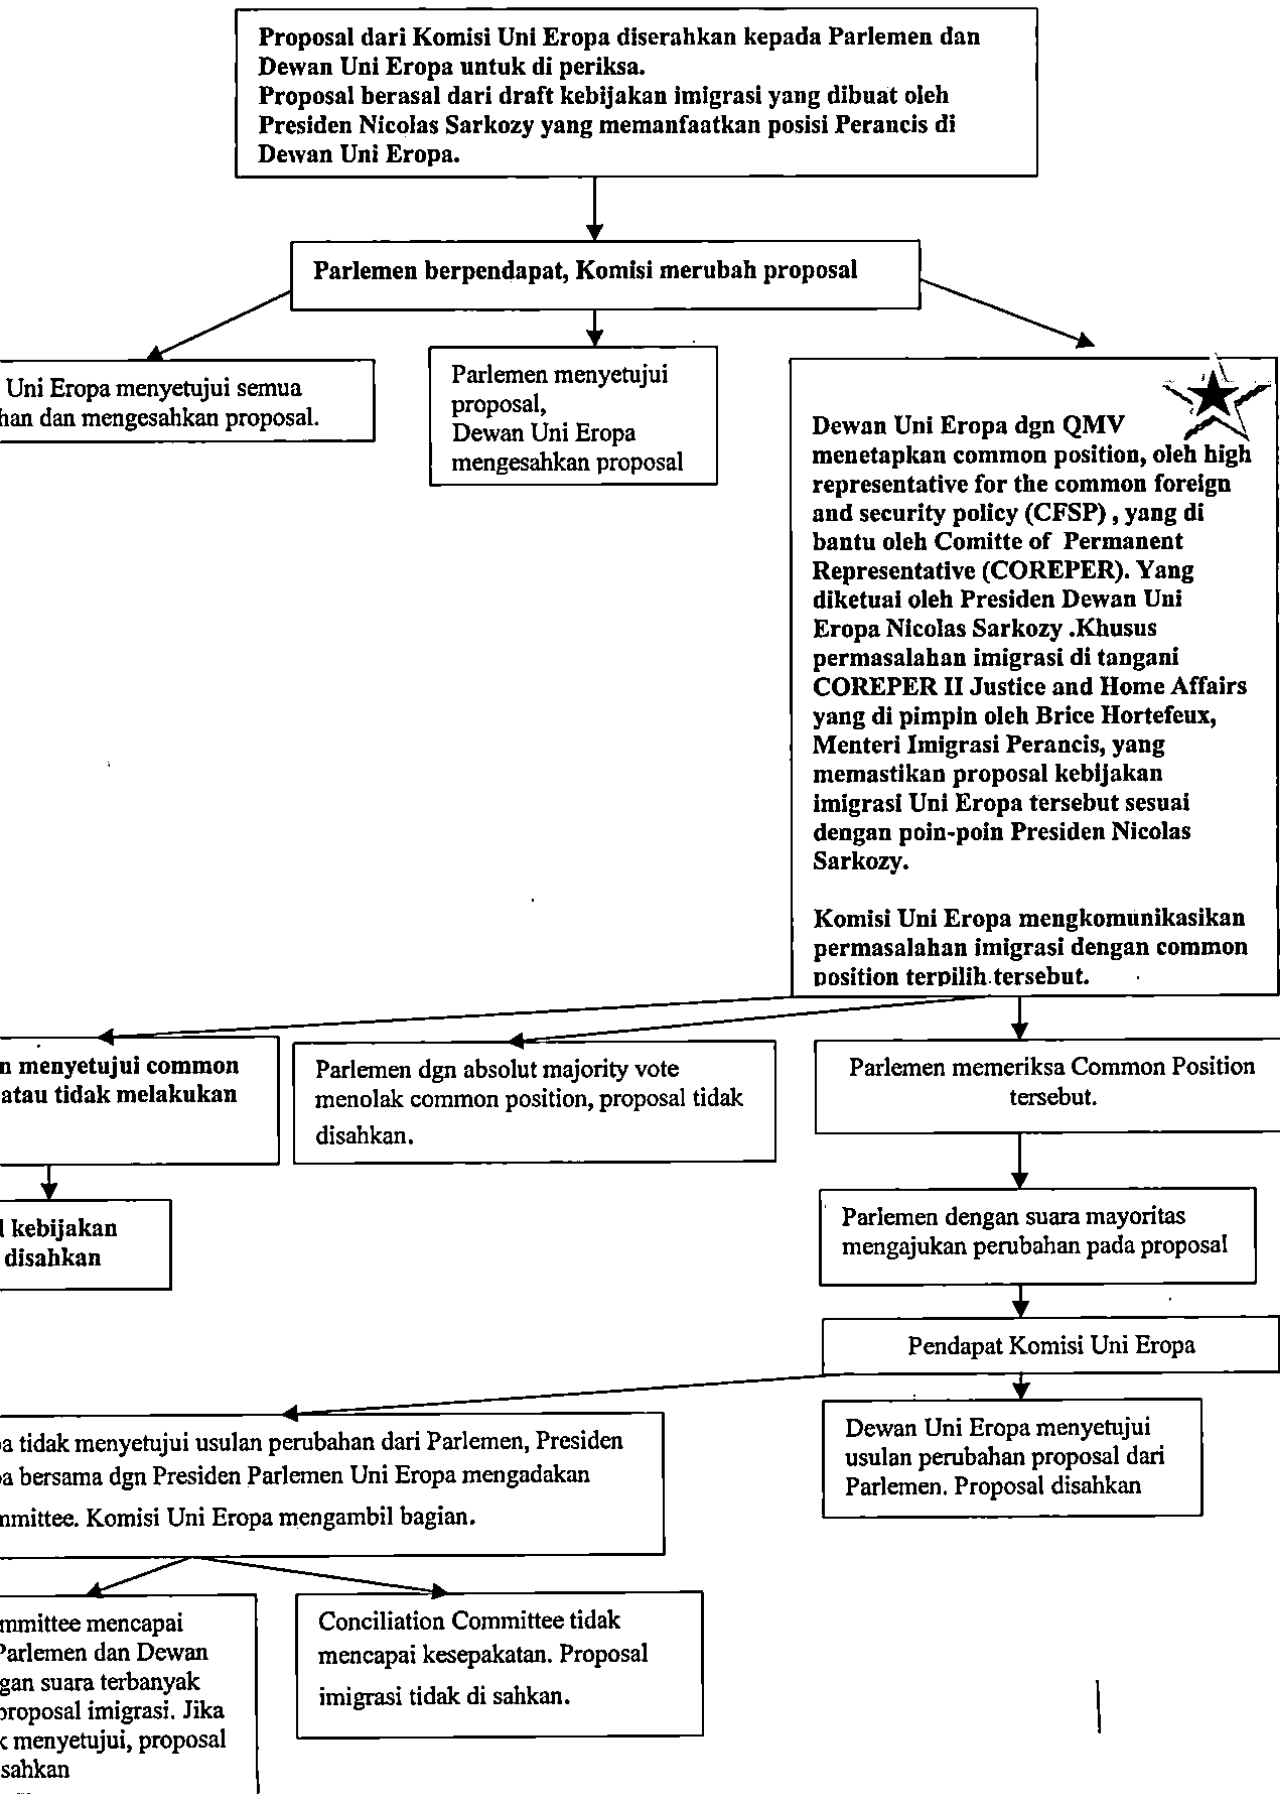 Proposal dari Komisi Uni Eropa diserahkan kepada Parlemen dan
Dewan Uni Eropa untuk di periksa.
Proposal berasal dari draft kebijakan imigrasi yang dibuat oleh
Presiden Nicolas Sarkozy yang memanfaatkan posisi Perancis di
Dewan Uni Eropa.
Parlemen berpendapat, Komisi merubah proposal
Uni Eropa menyetujui semua
han dan mengesahkan proposal.
Parlemen menyetujui
proposal,
Dewan Uni Eropa
mengesahkan proposal
Dewan Uni Eropa dgn QMV
menetapkan common position, oleh high
representative for the common foreign
and security policy (CFSP) , yang di
bantu oleh Comitte of Permanent
Representative (COREPER). Yang
diketuai oleh Presiden Dewan Uni
Eropa Nicolas Sarkozy .Khusus
permasalahan imigrasi di tangani
COREPER II Justice and Home Affairs
yang di pimpin oleh Brice Hortefeux,
Menteri Imigrasi Perancis, yang
memastikan proposal kebijakan
imigrasi Uni Eropa tersebut sesuai
dengan poin-poin Presiden Nicolas
Sarkozy.
Komisi Uni Eropa mengkomunikasikan
permasalahan imigrasi dengan common
position terpilih tersebut.
n menyetujui common
atau tidak melakukan
Parlemen dgn absolut majority vote
menolak common position, proposal tidak
disahkan.
Parlemen memeriksa Common Position
tersebut.
l kebijakan
disahkan
Parlemen dengan suara mayoritas
mengajukan perubahan pada proposal
Pendapat Komisi Uni Eropa
pa tidak menyetujui usulan perubahan dari Parlemen, Presiden
pa bersama dgn Presiden Parlemen Uni Eropa mengadakan
mmittee. Komisi Uni Eropa mengambil bagian.
Dewan Uni Eropa menyetujui
usulan perubahan proposal dari
Parlemen. Proposal disahkan
mmittee mencapai
Parlemen dan Dewan
gan suara terbanyak
proposal imigrasi. Jika
k menyetujui, proposal
sahkan
Conciliation Committee tidak
mencapai kesepakatan. Proposal
imigrasi tidak di sahkan.